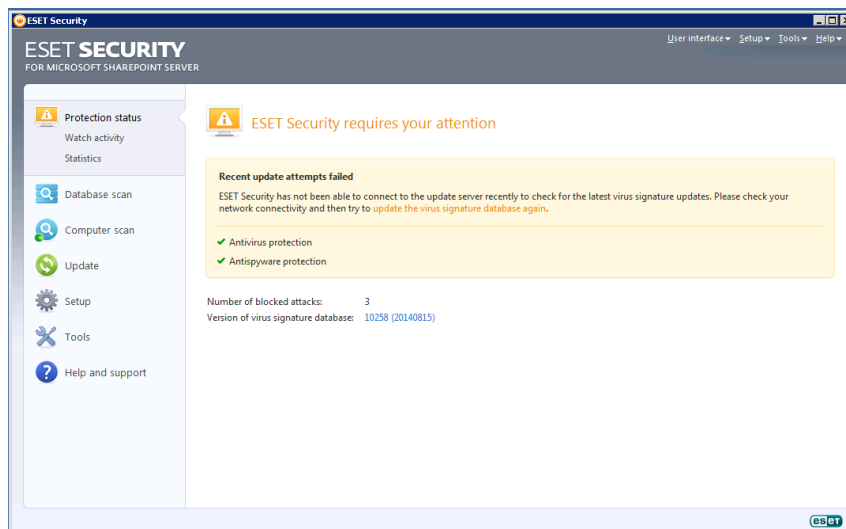 ESET Security
ESET SECURITY
FOR MICROSOFT SHAREPOINT SERVER
User interface Setup Tools Help
Protection status
Watch activity
Statistics
Database scan
Computer scan
Update
Setup
Tools
Help and support
ESET Security requires your attention
Recent update attempts failed
ESET Security has not been able to connect to the update server recently to check for the latest virus signature updates. Please check your
network connectivity and then try to update the virus signature database again.
Antivirus protection
Antispyware protection
Number of blocked attacks: 3
Version of virus signature database: 10258 (20140815)
eset